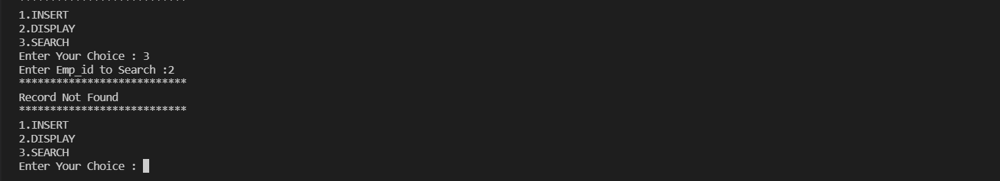 1.INSERT
2.DISPLAY
3.SEARCH
Enter Your Choice : 3
Enter Emp_id to Search :2
***************************
Record Not Found
***************************
1.INSERT
2.DISPLAY
3.SEARCH
Enter Your Choice :